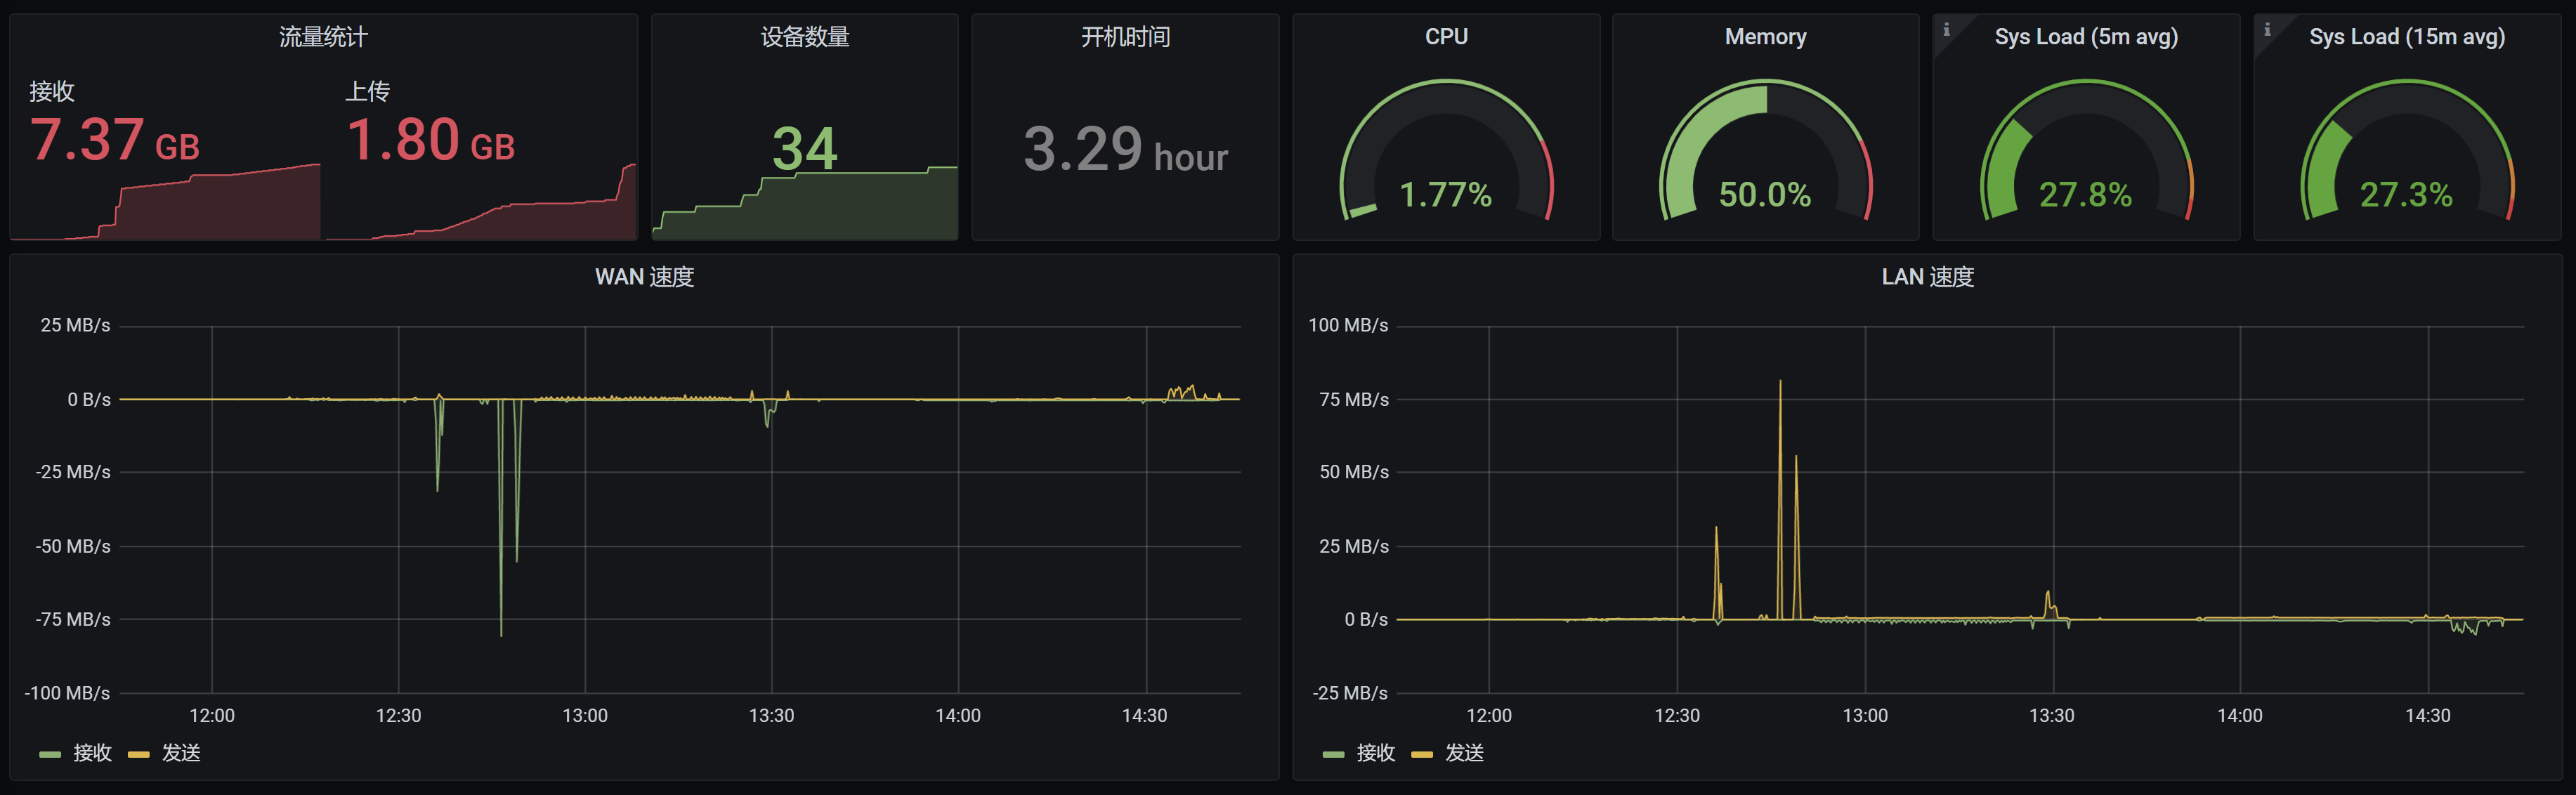 流量统计
接收
7.37 GB
上传
1.80 GB
设备数量
34
开机时间
3.29 hour
CPU
1.77%
Memory
50.0%
i
Sys Load (5m avg)
27.8%
i
Sys Load (15m avg)
27.3%
WAN 速度
25 MB/s
0 B/s
-25 MB/s
-50 MB/s
-75 MB/s
-100 MB/s
12:00 12:30 13:00 13:30 14:00 14:30
接收 发送
LAN 速度
100 MB/s
75 MB/s
50 MB/s
25 MB/s
0 B/s
-25 MB/s
12:00 12:30 13:00 13:30 14:00 14:30
接收 发送